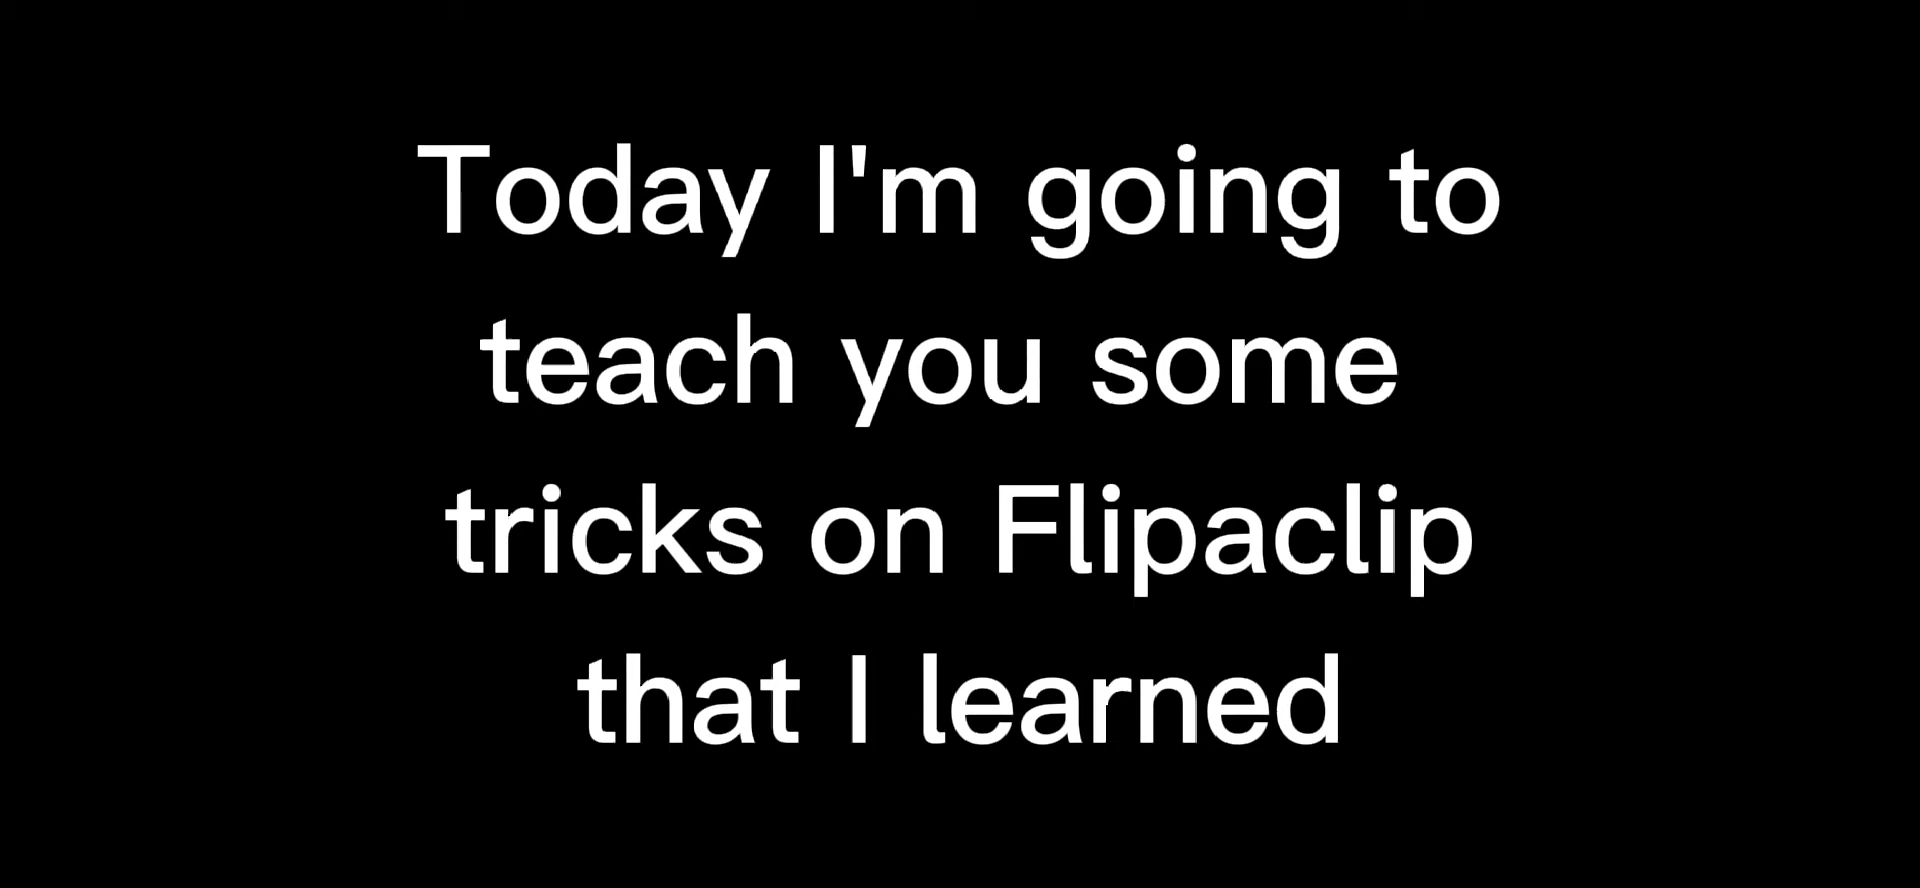 Today I'm going to
teach you some
tricks on Flipaclip
that I learned